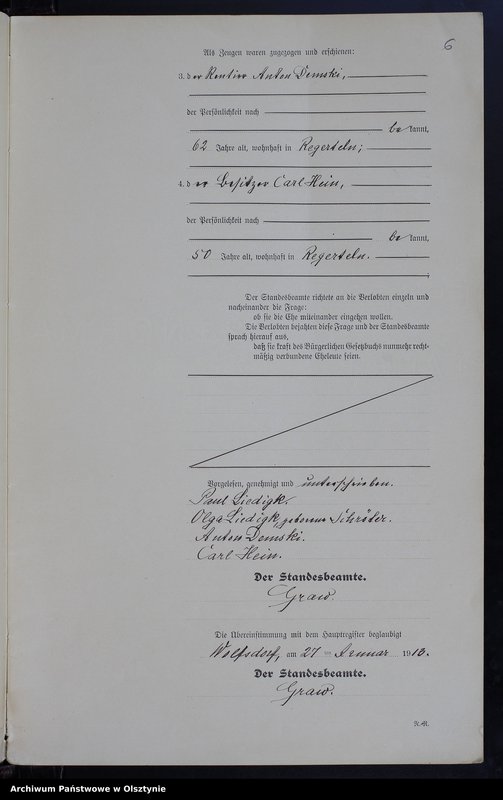 6
Als Zeugen waren zugezogen und erschienen:
3. der Rentier Anton Demski,
der Persönlichkeit nach
bekannt,
62 Jahre alt, wohnhaft in Regerteln;
4. der Besitzer Carl Hein,
der Persönlichkeit nach
bekannt,
50 Jahre alt, wohnhaft in Regerteln.
Der Standesbeamte richtete an die Verlobten einzeln und
nacheinander die Frage:
ob sie die Ehe miteinander eingehen wollen.
Die Verlobten bejahten diese Frage und der Standesbeamte
sprach hierauf aus,
daß sie kraft des Bürgerlichen Gesetzbuchs nunmehr recht-
mäßig verbundene Eheleute seien.
Vorgelesen, genehmigt und unterschrieben.
Paul Liedigk.
Olga Liedigk, geborene Schröter.
Anton Demski.
Carl Hein.
Der Standesbeamte.
Graw.
Die Übereinstimmung mit dem Hauptregister beglaubigt
Wolfsdorf, am 27 ten Januar 1913.
Der Standesbeamte.
Graw.
Archiwum Państwowe w Olsztynie